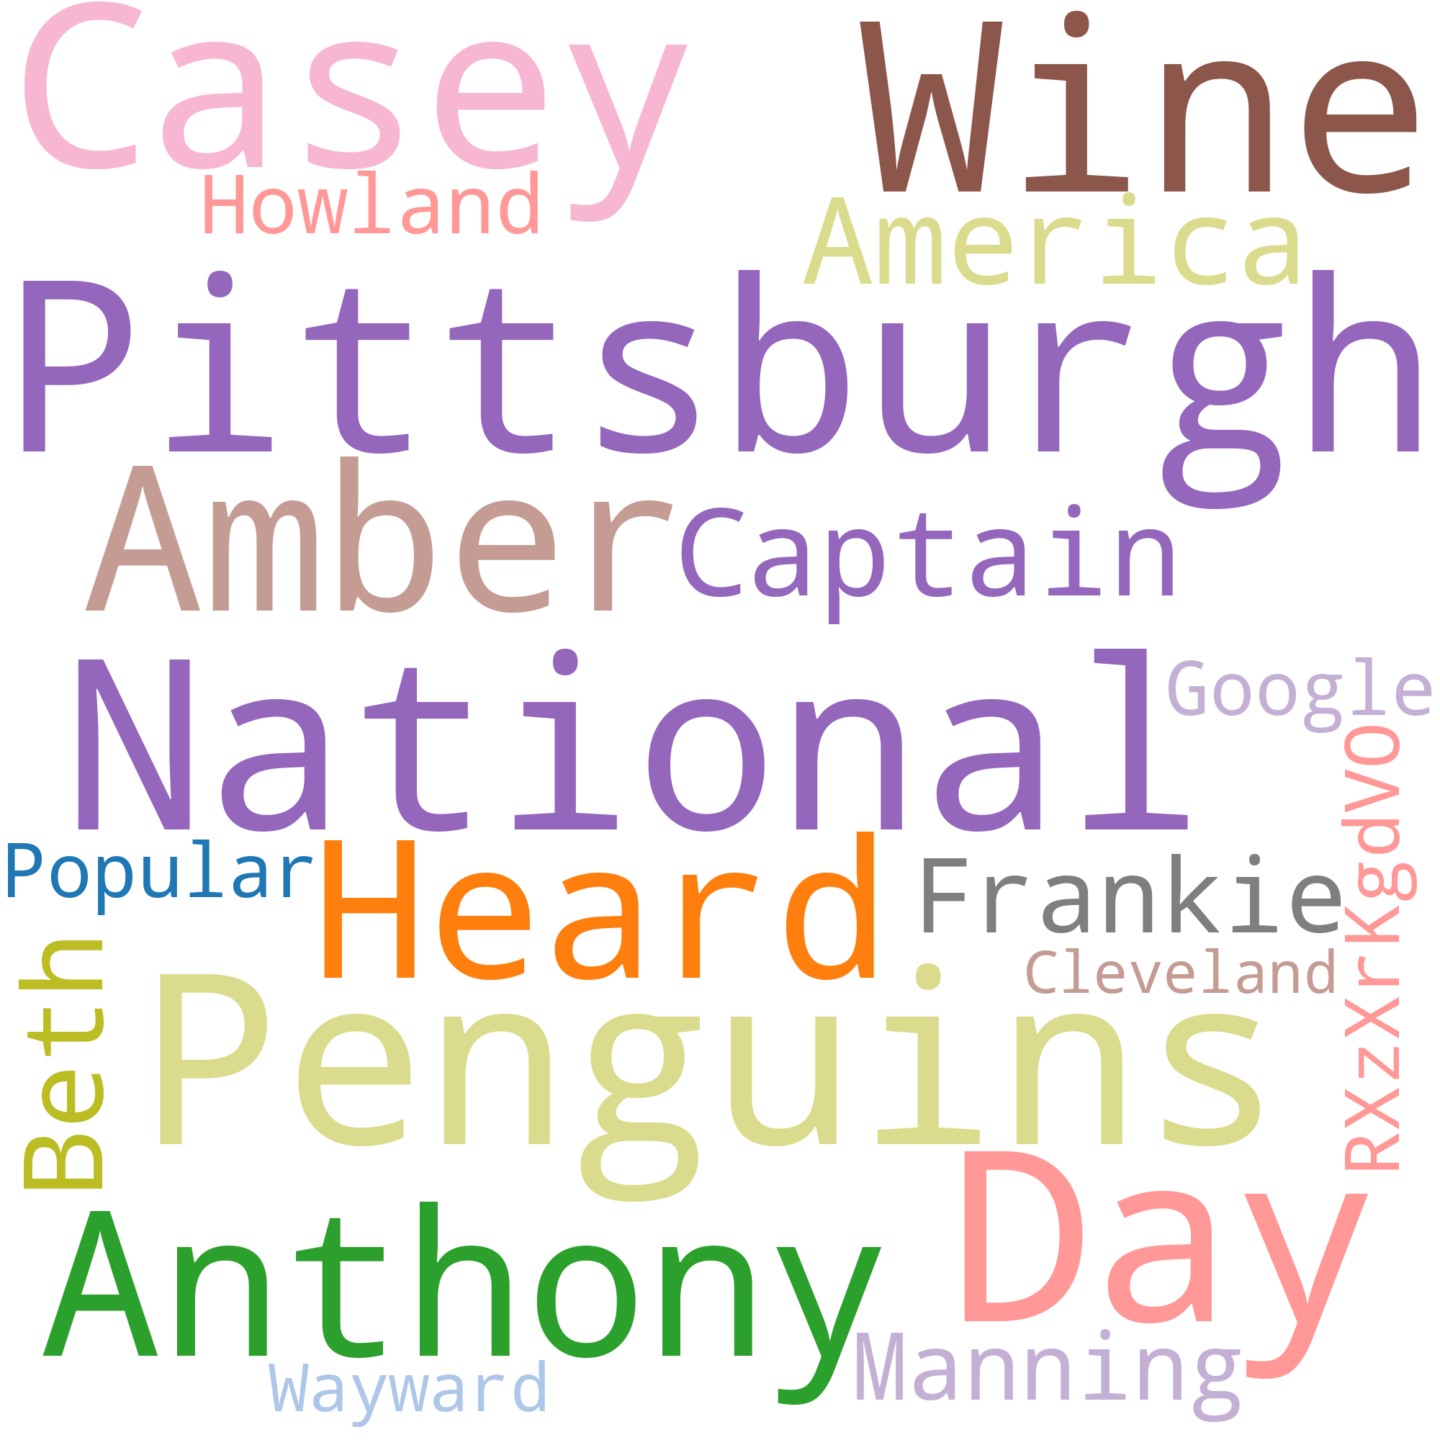 Casey
Wine
Howland
America
Pittsburgh
Amber
Captain
National
Google
RXzXrKgdVO
Popular
Heard
Frankie
Cleveland
Beth
Penguins
Day
Anthony
Manning
Wayward